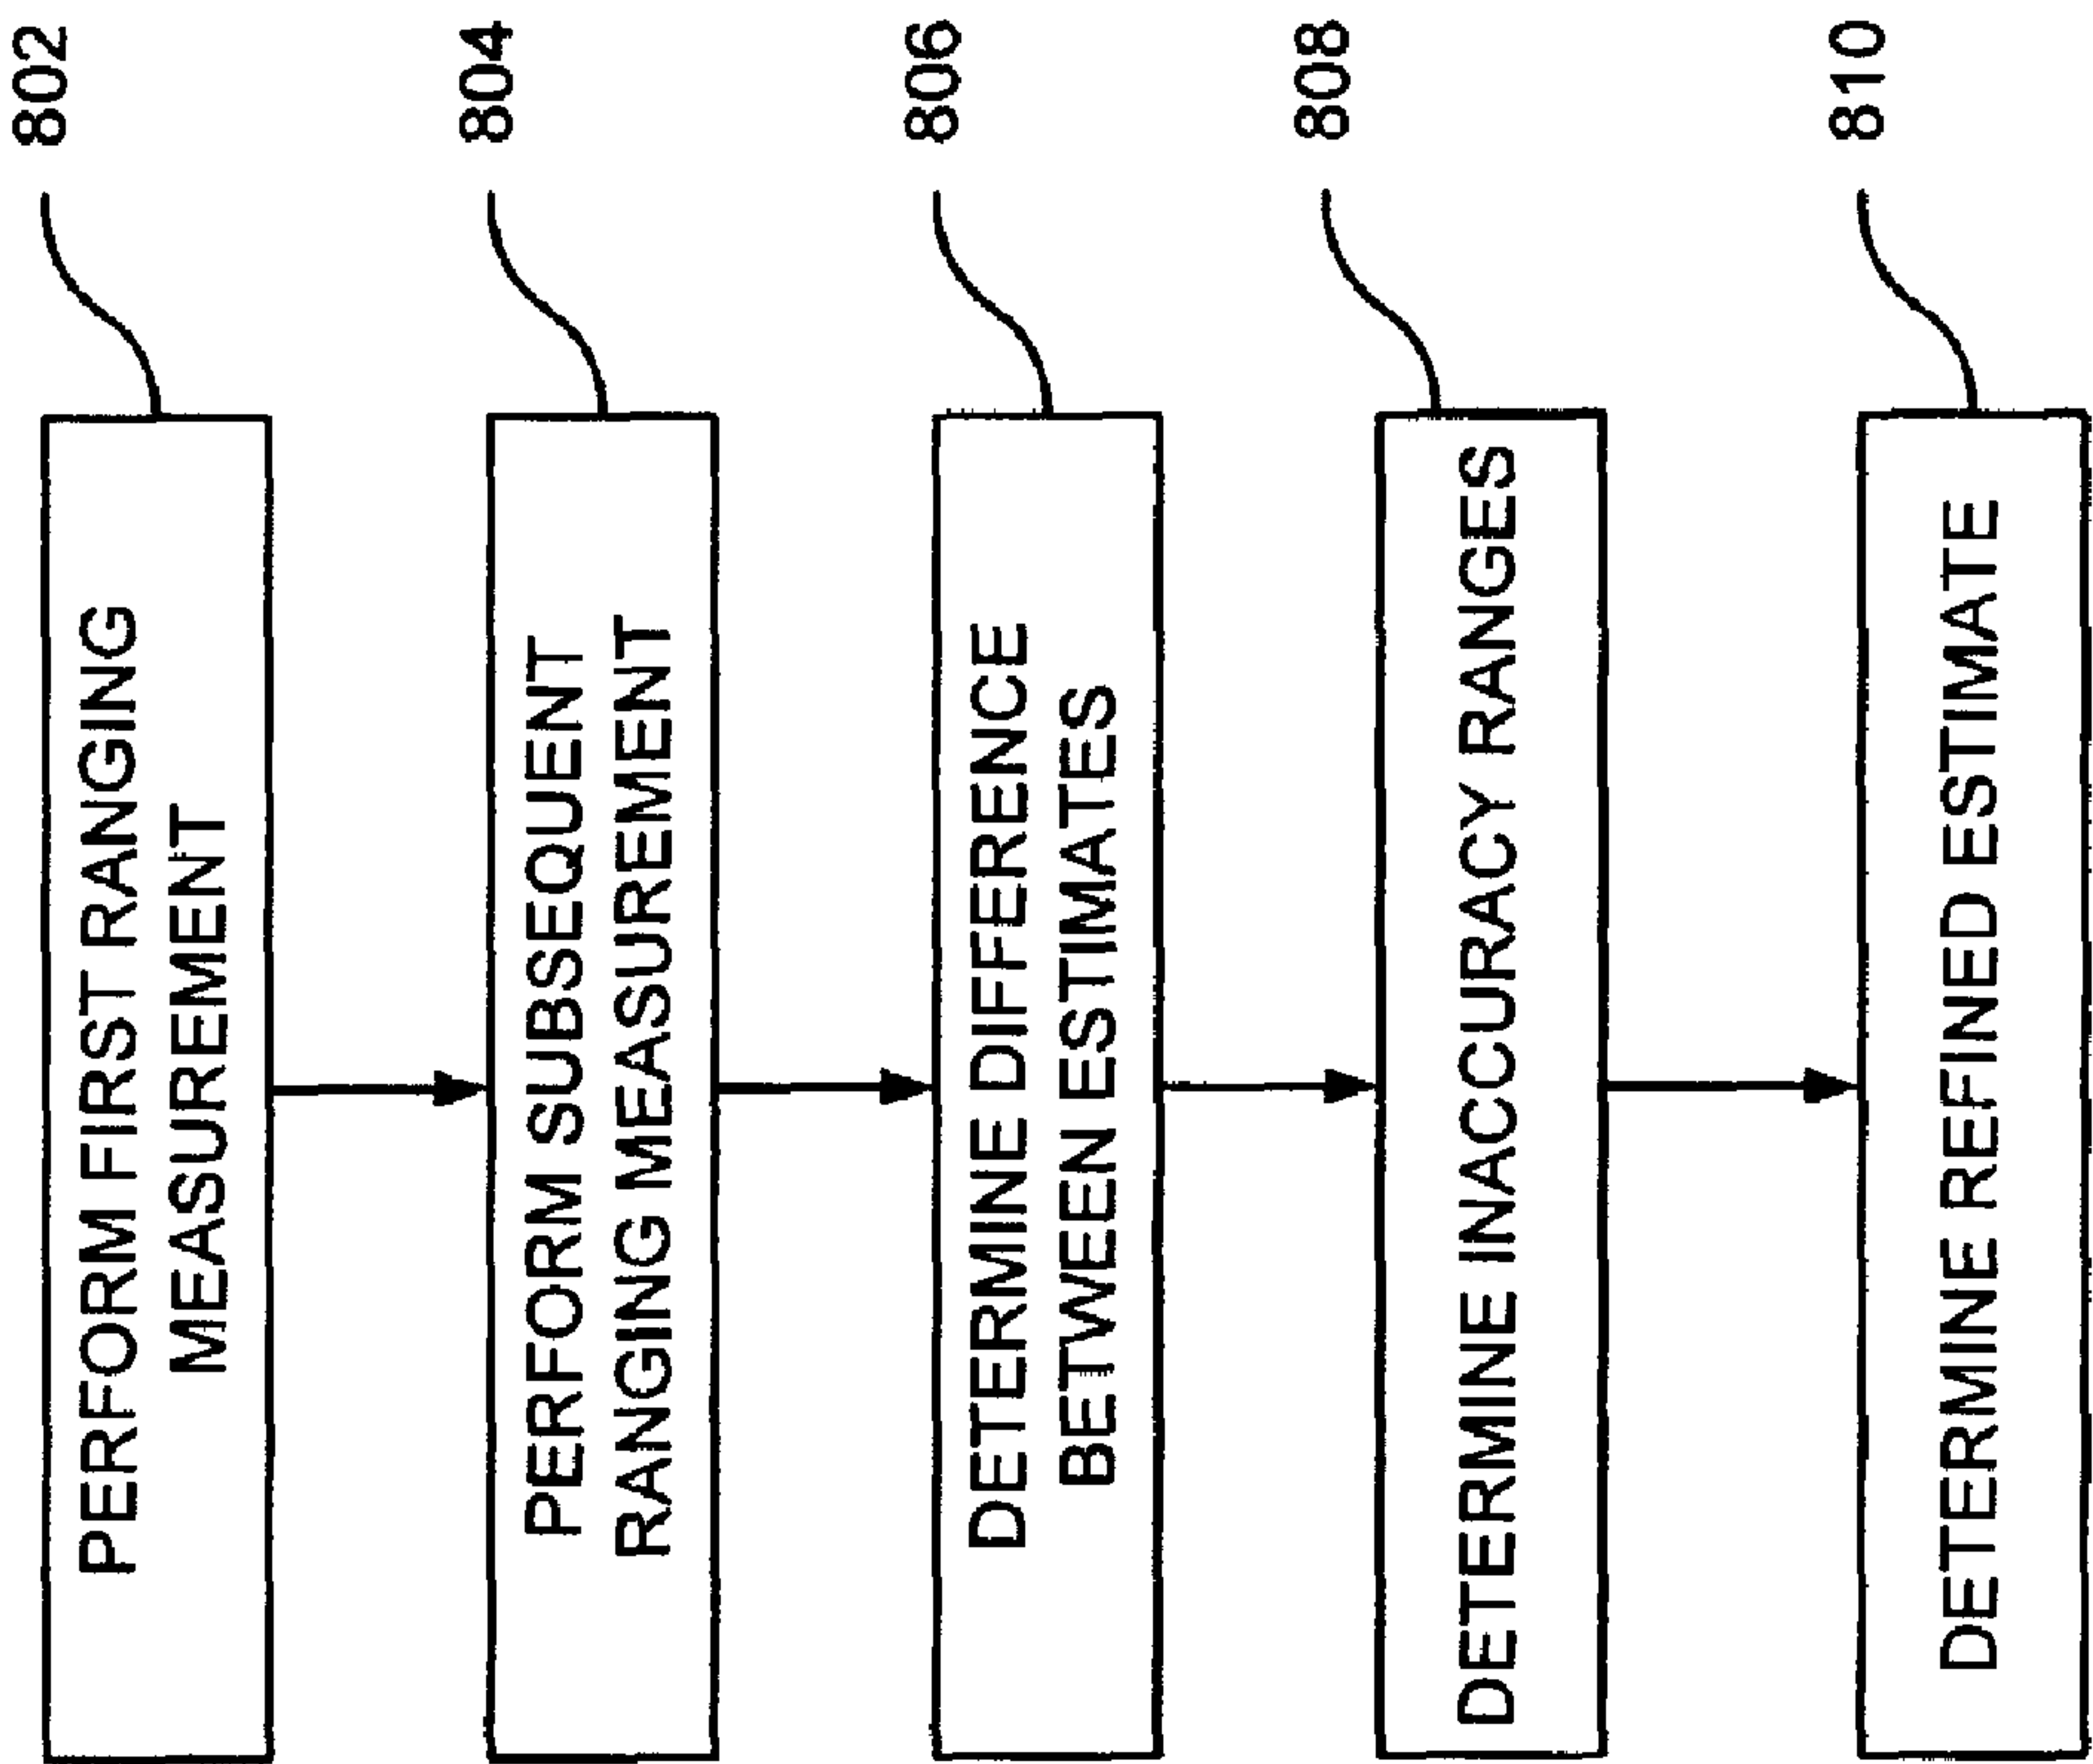 PERFORM FIRST RANGING
MEASUREMENT
802
PERFORM SUBSEQUENT
RANGING MEASUREMENT
804
DETERMINE DIFFERENCE
BETWEEN ESTIMATES
806
DETERMINE INACCURACY RANGES
808
DETERMINE REFINED ESTIMATE
810